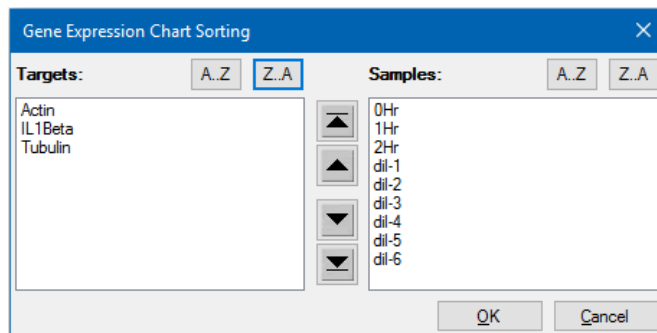 Gene Expression Chart Sorting
Targets: A..Z Z..A Samples: A..Z Z..A
Actin
IL1Beta
Tubulin
0Hr
1Hr
2Hr
dil-1
dil-2
dil-3
dil-4
dil-5
dil-6
OK Cancel